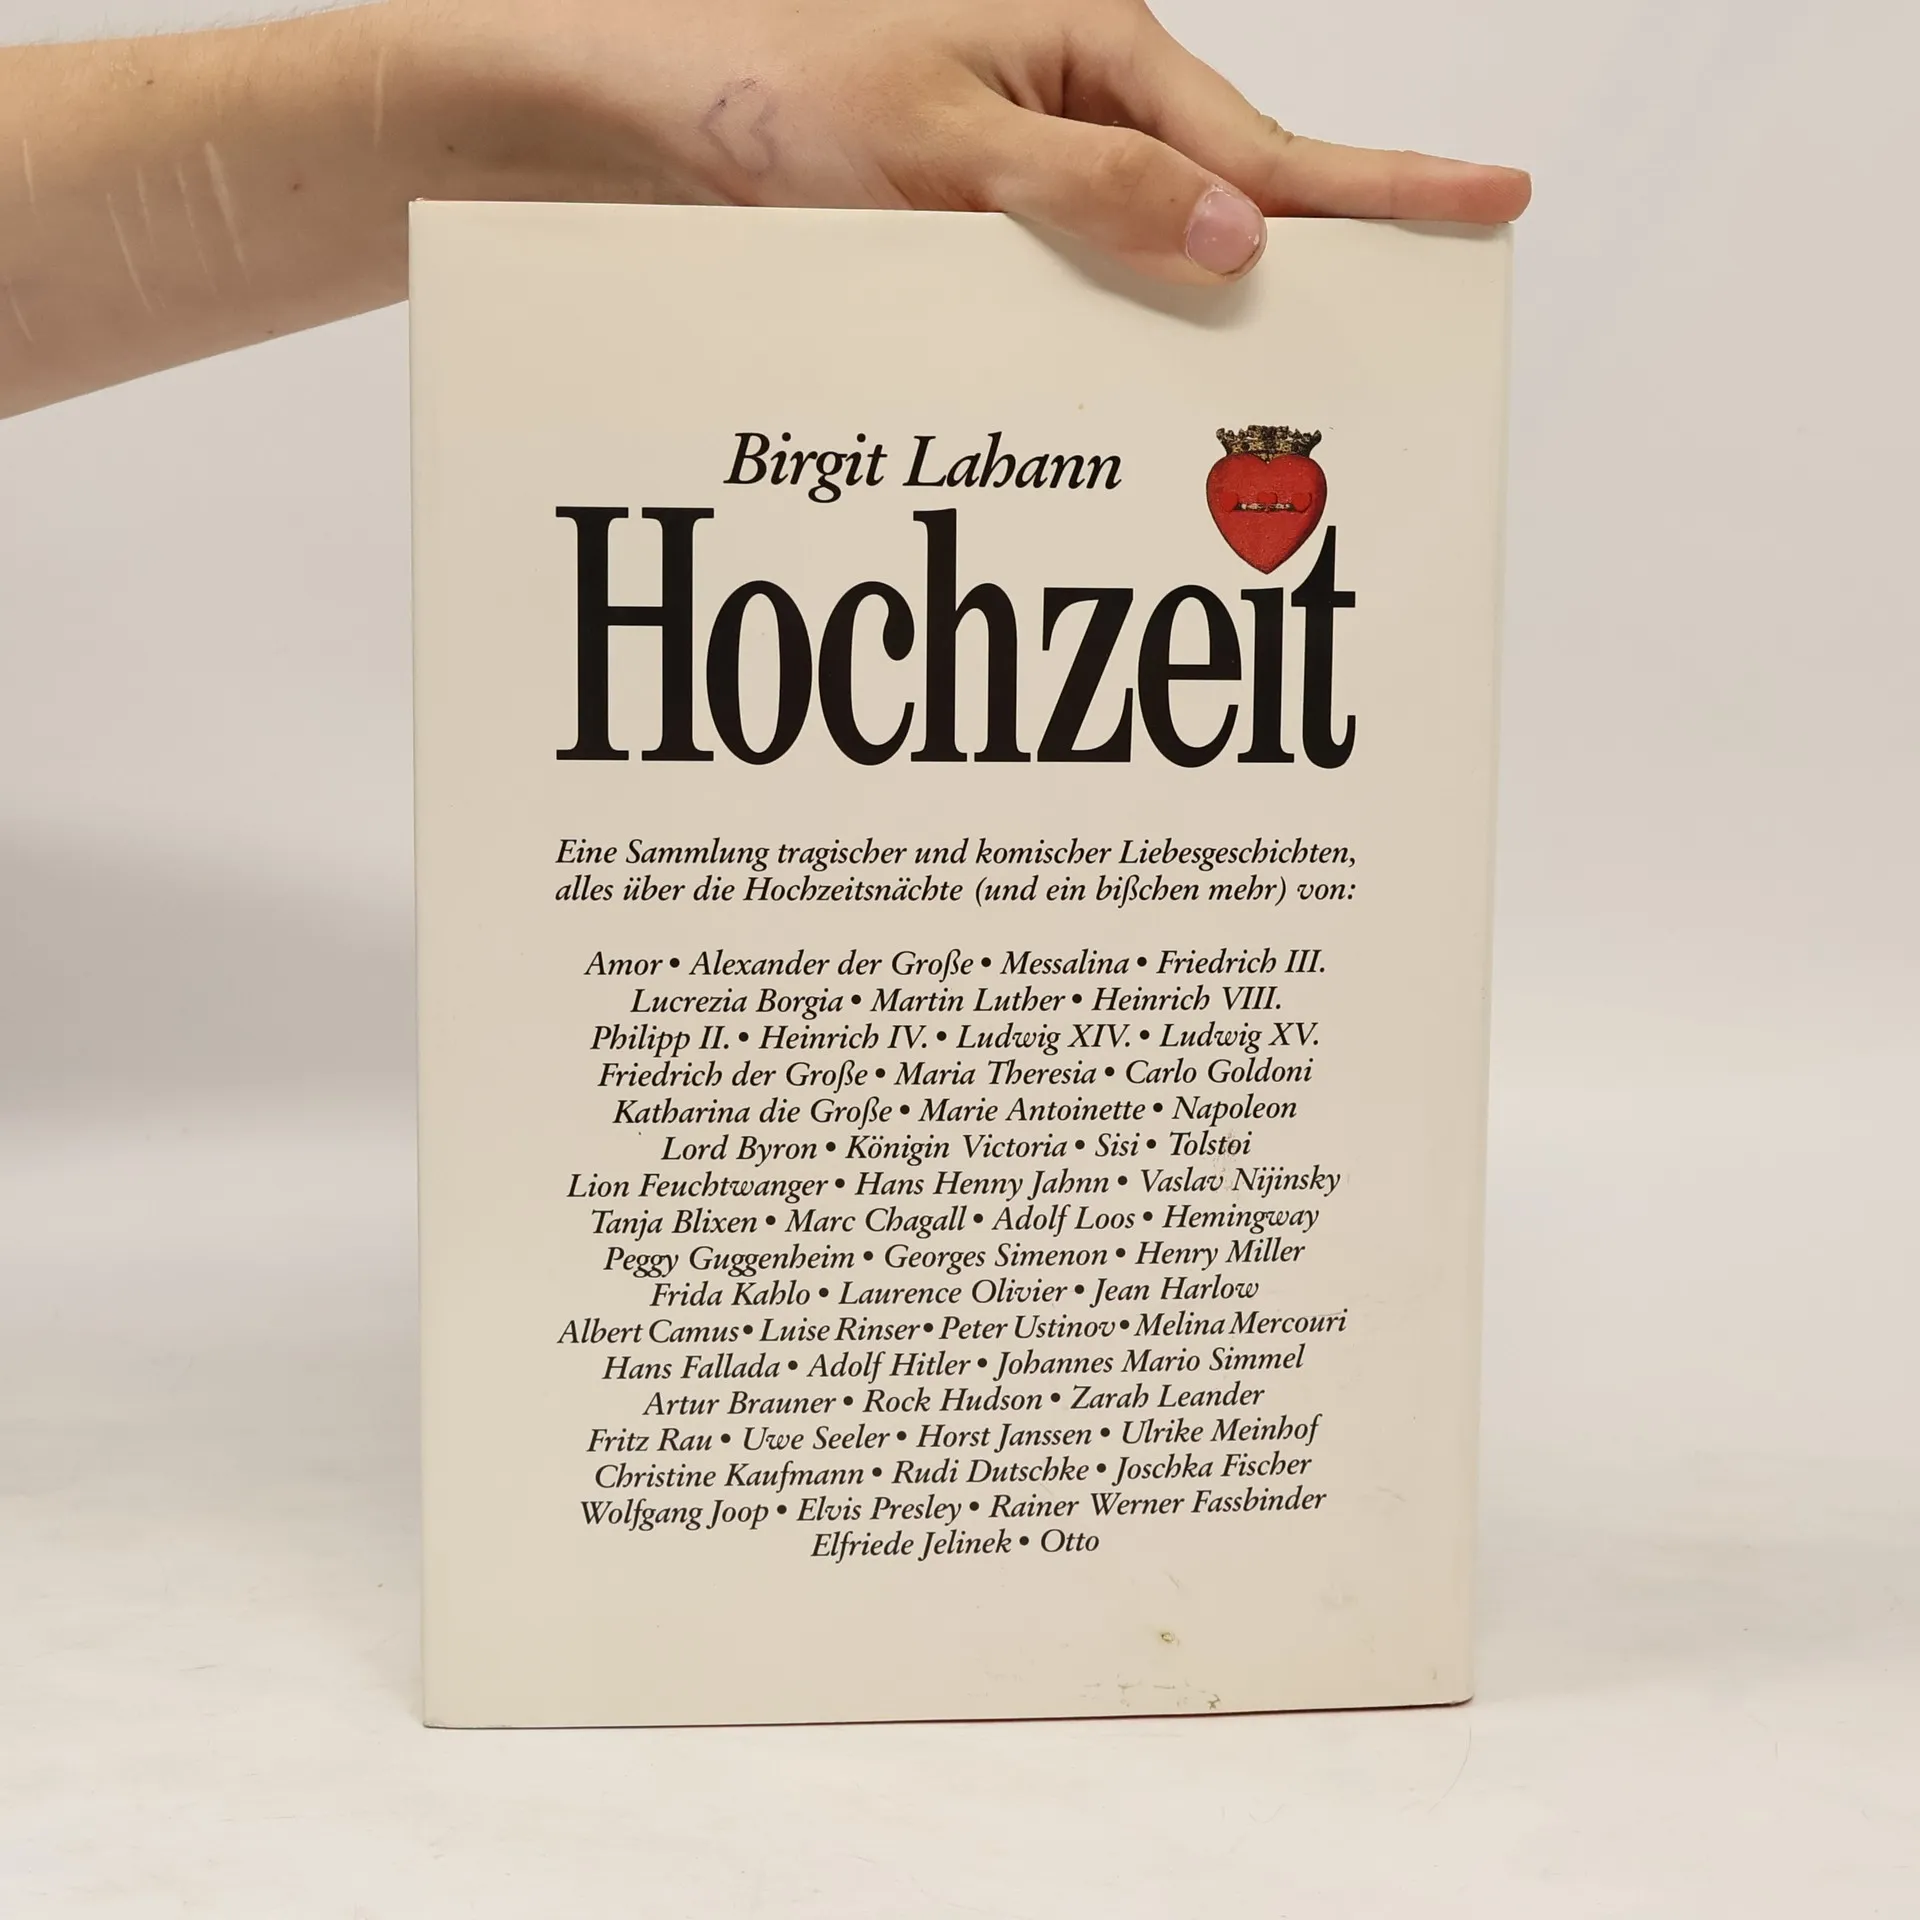 Birgit Lahann
Hochzeit
Eine Sammlung tragischer und komischer Liebesgeschichten,
alles über die Hochzeitsnächte (und ein bißchen mehr) von:
Amor • Alexander der Große • Messalina • Friedrich III.
Lucrezia Borgia • Martin Luther • Heinrich VIII.
Philipp II. • Heinrich IV. • Ludwig XIV. • Ludwig XV.
Friedrich der Große • Maria Theresia • Carlo Goldoni
Katharina die Große • Marie Antoinette • Napoleon
Lord Byron • Königin Victoria • Sisi • Tolstoi
Lion Feuchtwanger • Hans Henny Jahnn • Vaslav Nijinsky
Tanja Blixen • Marc Chagall • Adolf Loos • Hemingway
Peggy Guggenheim • Georges Simenon • Henry Miller
Frida Kahlo • Laurence Olivier • Jean Harlow
Albert Camus • Luise Rinser • Peter Ustinov • Melina Mercouri
Hans Fallada • Adolf Hitler • Johannes Mario Simmel
Artur Brauner • Rock Hudson • Zarah Leander
Fritz Rau • Uwe Seeler • Horst Janssen • Ulrike Meinhof
Christine Kaufmann • Rudi Dutschke • Joschka Fischer
Wolfgang Joop • Elvis Presley • Rainer Werner Fassbinder
Elfriede Jelinek • Otto